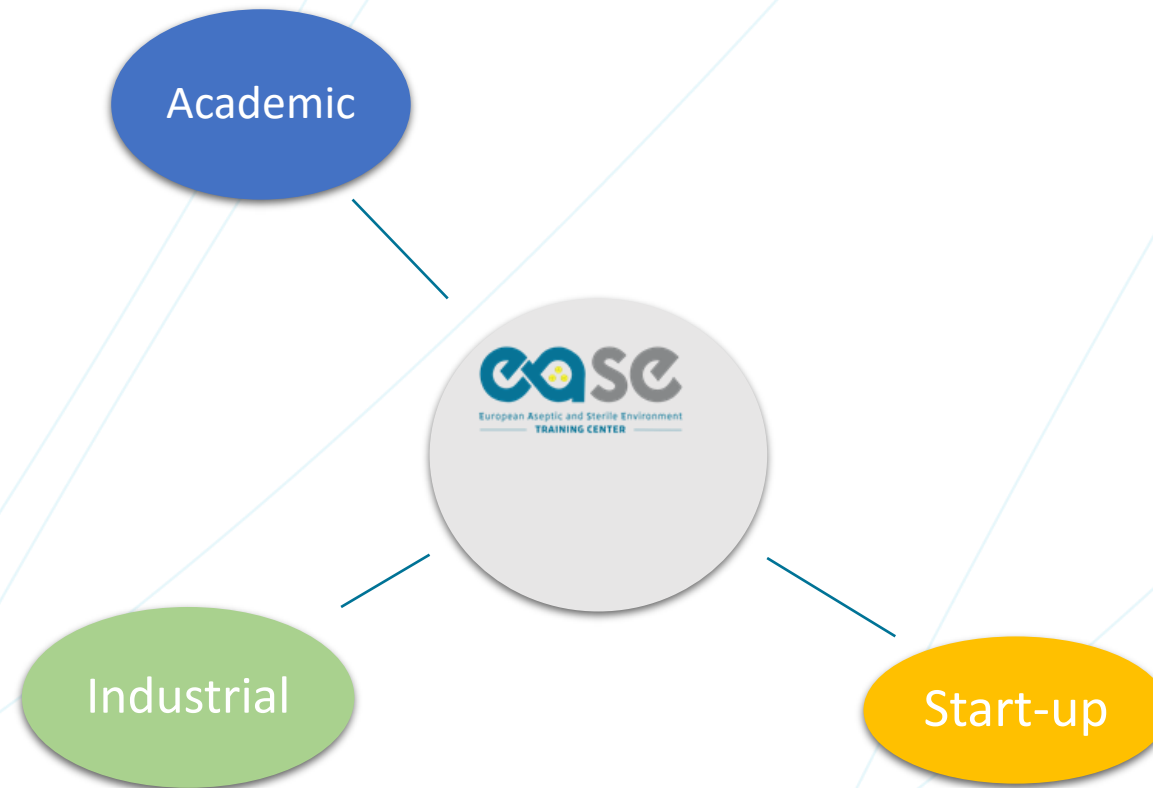 Academic
ease
European Aseptic and Sterile Environment
TRAINING CENTER
Industrial
Start-up